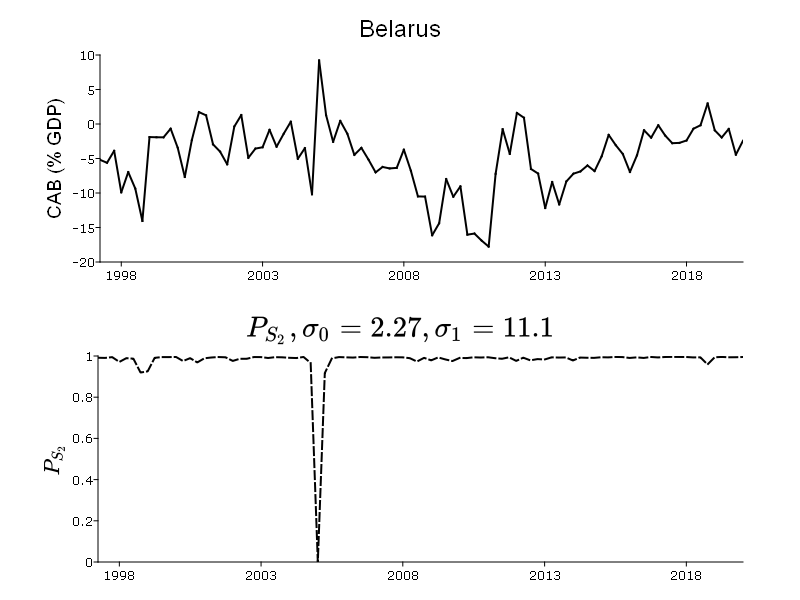 Belarus
CAB (% GDP)
10
5
0
−5
−10
−15
−20
1998 2003 2008 2013 2018
P_{S_2}, σ_0 = 2.27, σ_1 = 11.1
P_{S_2}
1
0.8
0.6
0.4
0.2
0
1998 2003 2008 2013 2018